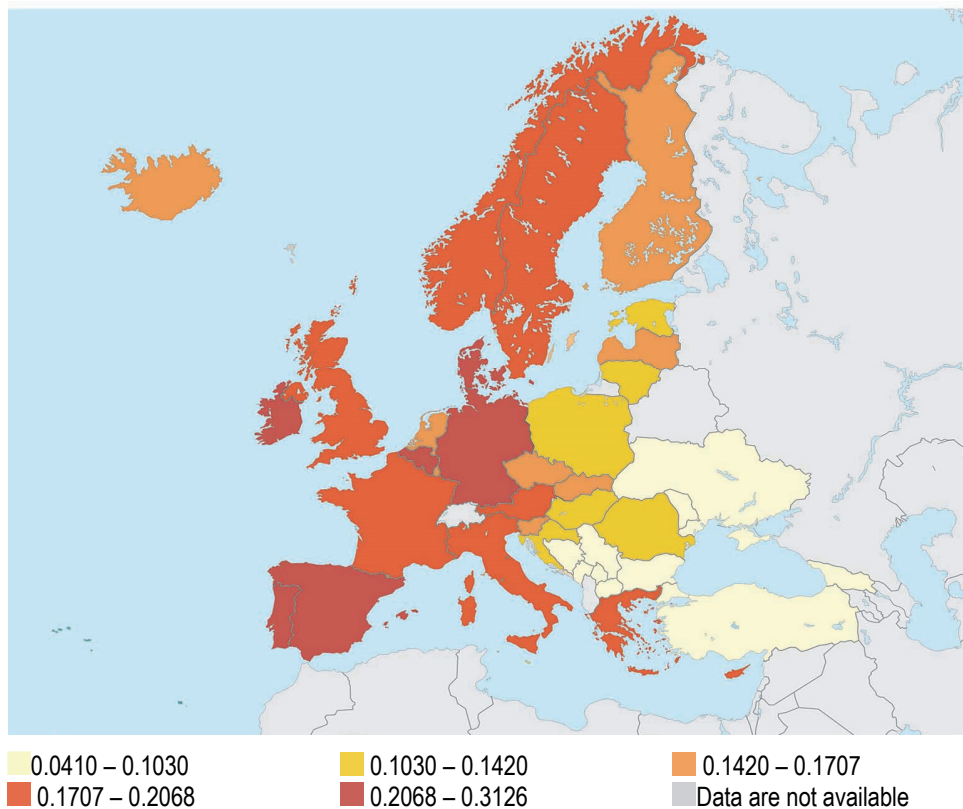 0.0410 – 0.1030
0.1030 – 0.1420
0.1420 – 0.1707
0.1707 – 0.2068
0.2068 – 0.3126
Data are not available